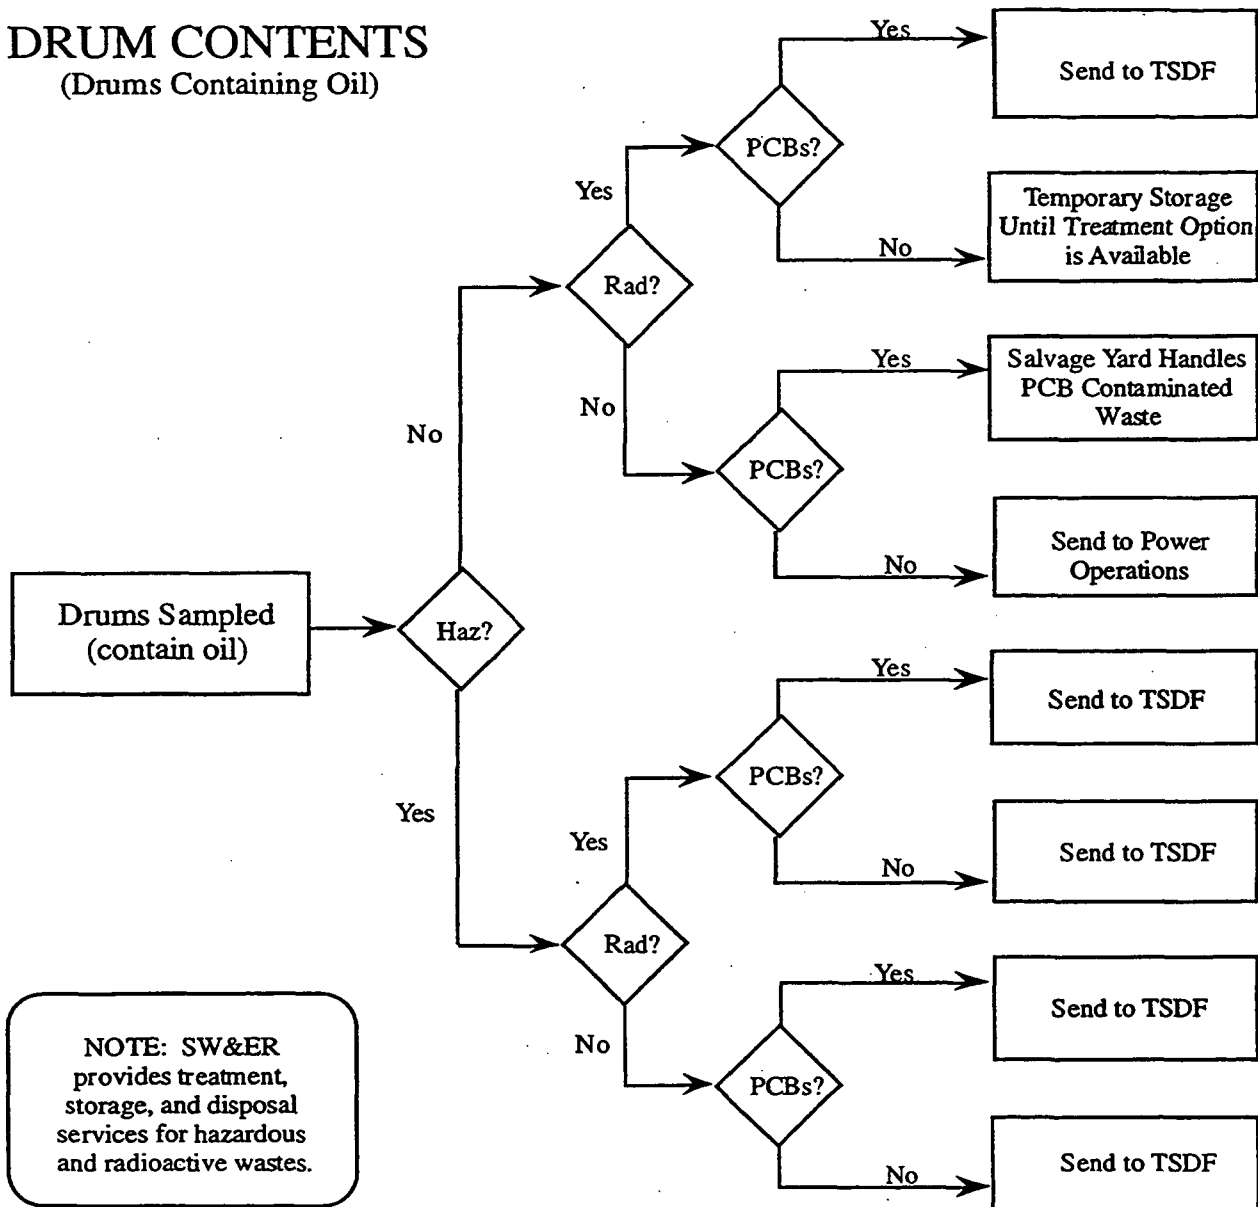 DRUM CONTENTS
(Drums Containing Oil)
Yes
Send to TSDF
PCBs?
Yes
Temporary Storage
Until Treatment Option
is Available
No
Rad?
Yes
Salvage Yard Handles
PCB Contaminated
Waste
No
No
PCBs?
Send to Power
Operations
No
Drums Sampled
(contain oil)
Haz?
Yes
Send to TSDF
PCBs?
Yes
Yes
Send to TSDF
No
Rad?
Yes
Send to TSDF
No
PCBs?
Send to TSDF
No
NOTE: SW&ER
provides treatment,
storage, and disposal
services for hazardous
and radioactive wastes.